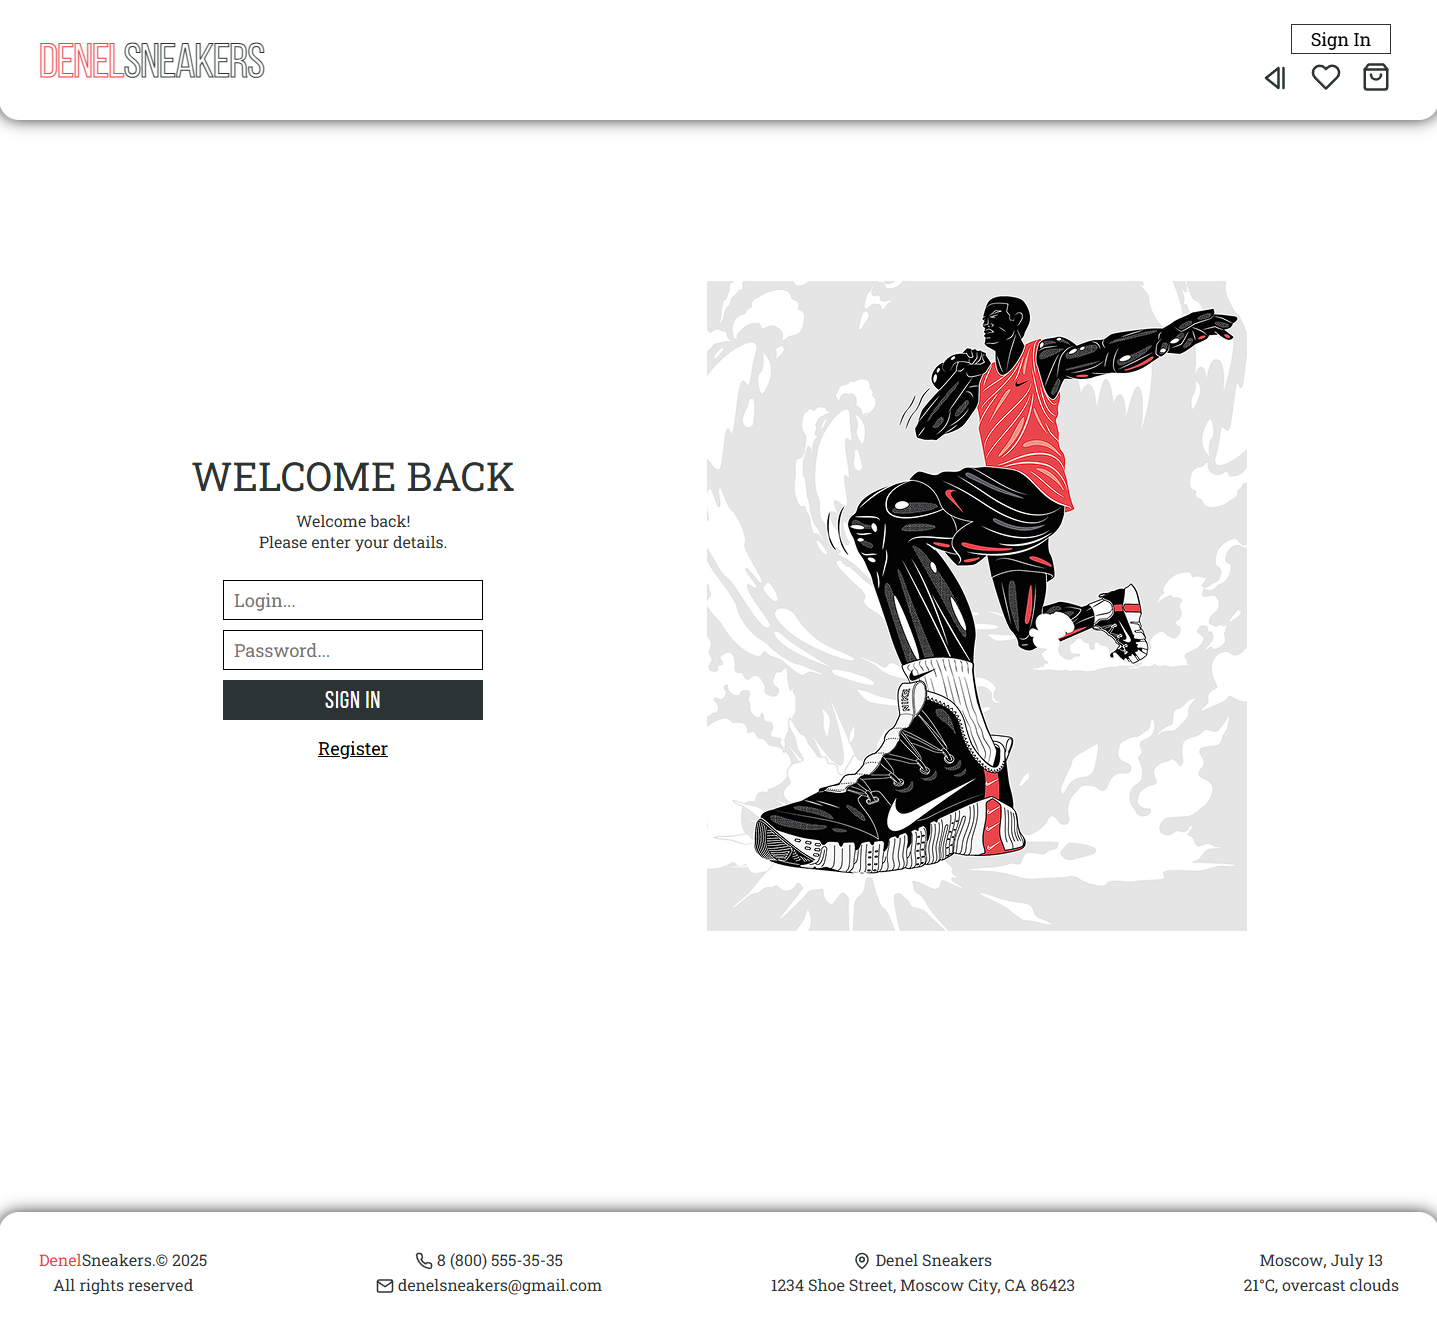 DENELSNEAKERS
Sign In
WELCOME BACK
Welcome back!
Please enter your details.
Login...
Password...
SIGN IN
Register
NIKE
DenelSneakers.© 2025
All rights reserved
8 (800) 555-35-35
denelsneakers@gmail.com
Denel Sneakers
1234 Shoe Street, Moscow City, CA 86423
Moscow, July 13
21°C, overcast clouds